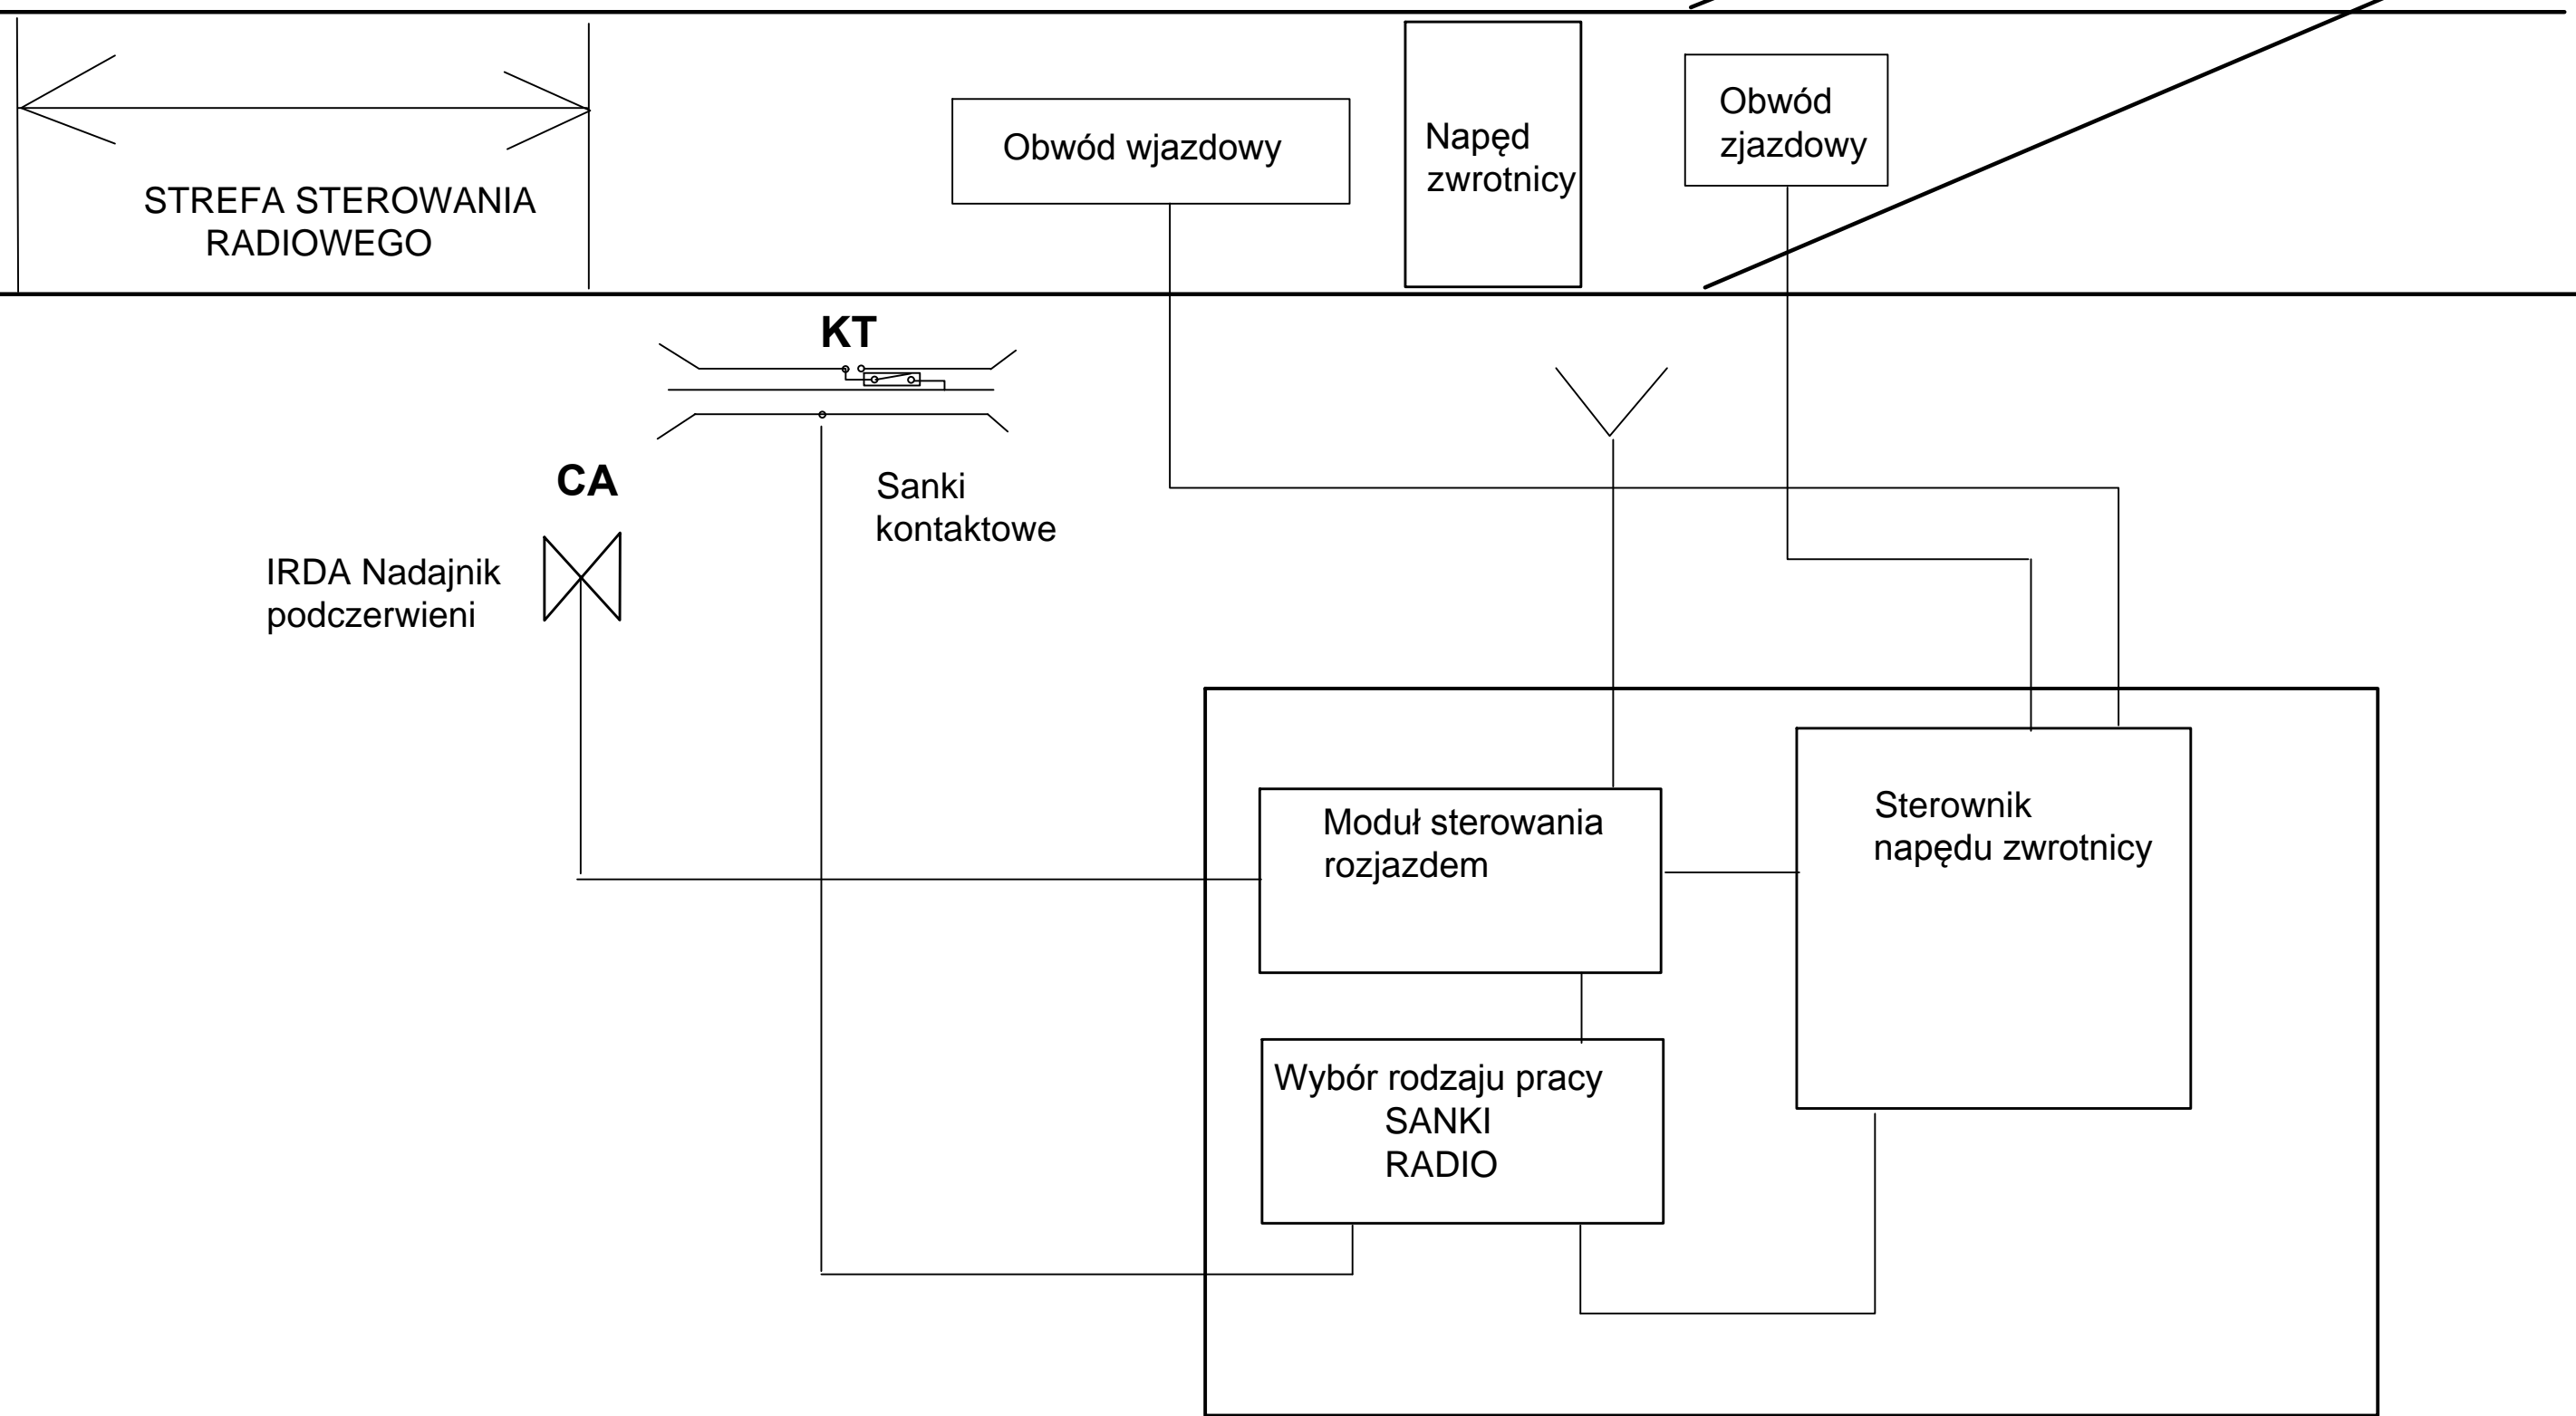 STREFA STEROWANIA
RADIOWEGO
Obwód wjazdowy
Napęd
zwrotnicy
Obwód
zjazdowy
KT
CA
Sanki
kontaktowe
IRDA Nadajnik
podczerwieni
Moduł sterowania
rozjazdem
Sterownik
napędu zwrotnicy
Wybór rodzaju pracy
SANKI
RADIO